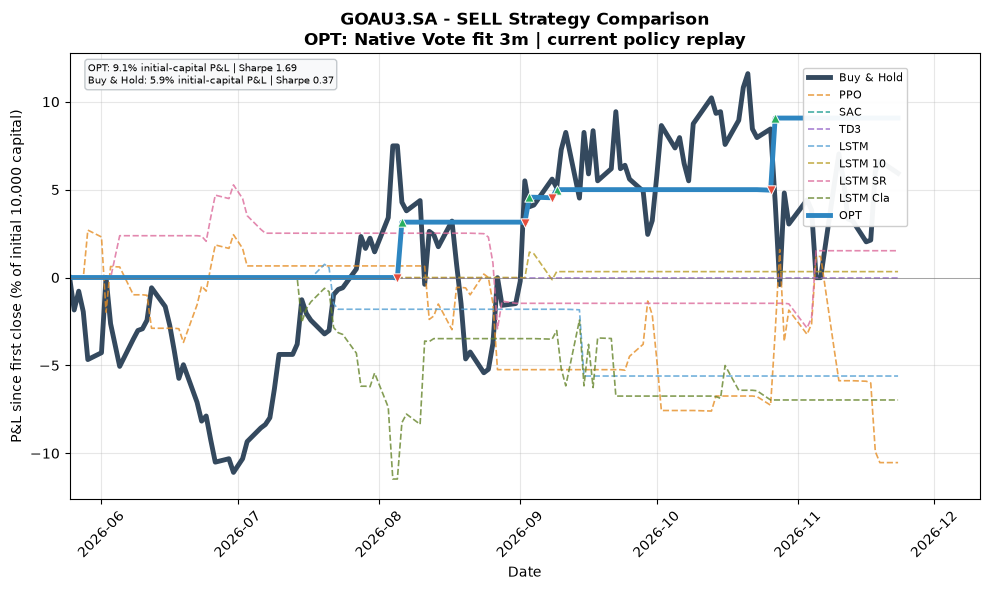 GOAU3.SA - SELL Strategy Comparison
OPT: Native Vote fit 3m | current policy replay
OPT: 9.1% initial-capital P&L | Sharpe 1.69
Buy & Hold: 5.9% initial-capital P&L | Sharpe 0.37
Buy & Hold
PPO
SAC
TD3
LSTM
LSTM 10
LSTM SR
LSTM Cla
OPT
P&L since first close (% of initial 10,000 capital)
10
5
0
−5
−10
2026-06
2026-07
2026-08
2026-09
2026-10
2026-11
2026-12
Date